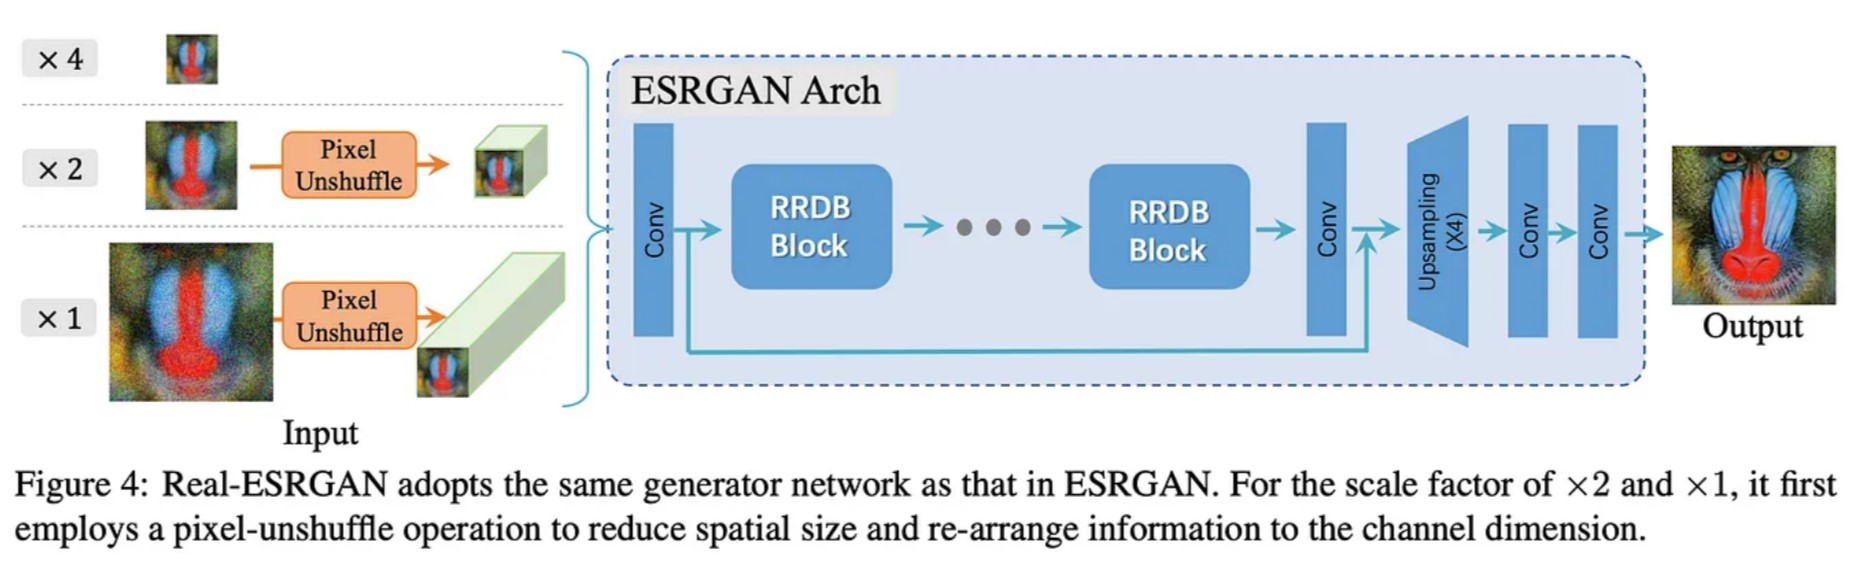 × 4
× 2
Pixel
Unshuffle
× 1
Pixel
Unshuffle
Input
ESRGAN Arch
Conv
RRDB
Block
RRDB
Block
Conv
Upsampling
(X4)
Conv
Conv
Output
Figure 4: Real-ESRGAN adopts the same generator network as that in ESRGAN. For the scale factor of ×2 and ×1, it first
employs a pixel-unshuffle operation to reduce spatial size and re-arrange information to the channel dimension.